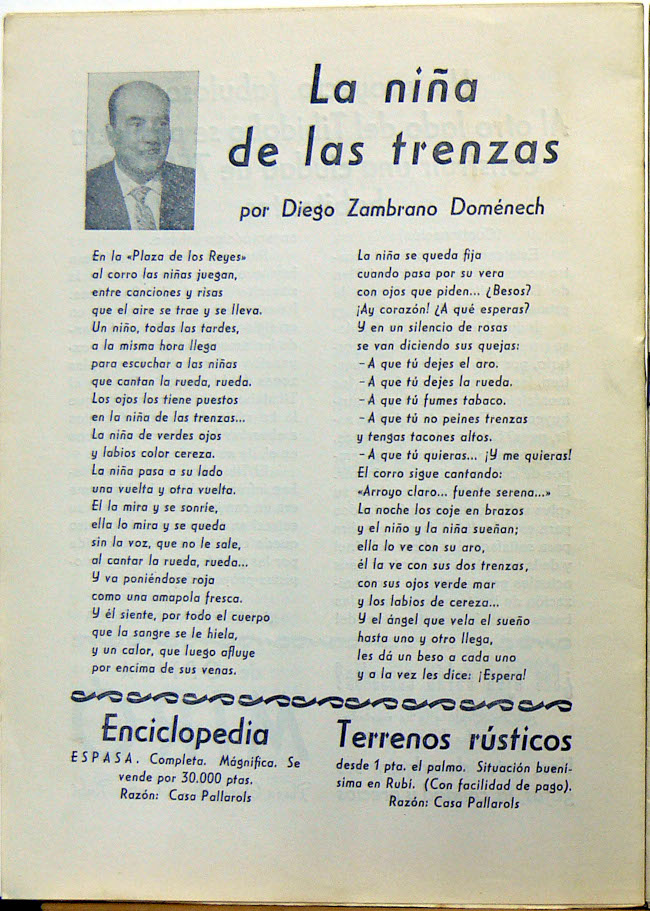 La niña
de las trenzas
por Diego Zambrano Doménech
En la «Plaza de los Reyes»
al corro las niñas juegan,
entre canciones y risas
que el aire se trae y se lleva.
Un niño, todas las tardes,
a la misma hora llega
para escuchar a las niñas
que cantan la rueda, rueda.
Los ojos los tiene puestos
en la niña de las trenzas...
La niña de verdes ojos
y labios color cereza.
La niña pasa a su lado
una vuelta y otra vuelta.
El la mira y se sonríe,
ella lo mira y se queda
sin la voz, que no le sale,
al cantar la rueda, rueda...
Y va poniéndose roja
como una amapola fresca.
Y él siente, por todo el cuerpo
que la sangre se le hiela,
y un calor, que luego afluye
por encima de sus venas.
La niña se queda fija
cuando pasa por su vera
con ojos que piden... ¿Besos?
¡Ay corazón! ¿A qué esperas?
Y en un silencio de rosas
se van diciendo sus quejas:
- A que tú dejes el aro.
- A que tú dejes la rueda.
- A que tú fumes tabaco.
- A que tú no peines trenzas
y tengas tacones altos.
- A que tú quieras... ¡Y me quieras!
El corro sigue cantando:
«Arroyo claro... fuente serena...»
La noche los coje en brazos
y el niño y la niña sueñan;
ella lo ve con su aro,
él la ve con sus dos trenzas,
con sus ojos verde mar
y los labios de cereza...
Y el ángel que vela el sueño
hasta uno y otro llega,
les dá un beso a cada uno
y a la vez les dice: ¡Espera!
Enciclopedia
ESPASA. Completa. Mágnifica. Se
vende por 30.000 ptas.
Razón: Casa Pallarols
Terrenos rústicos
desde 1 pta. el palmo. Situación buení-
sima en Rubí. (Con facilidad de pago).
Razón: Casa Pallarols